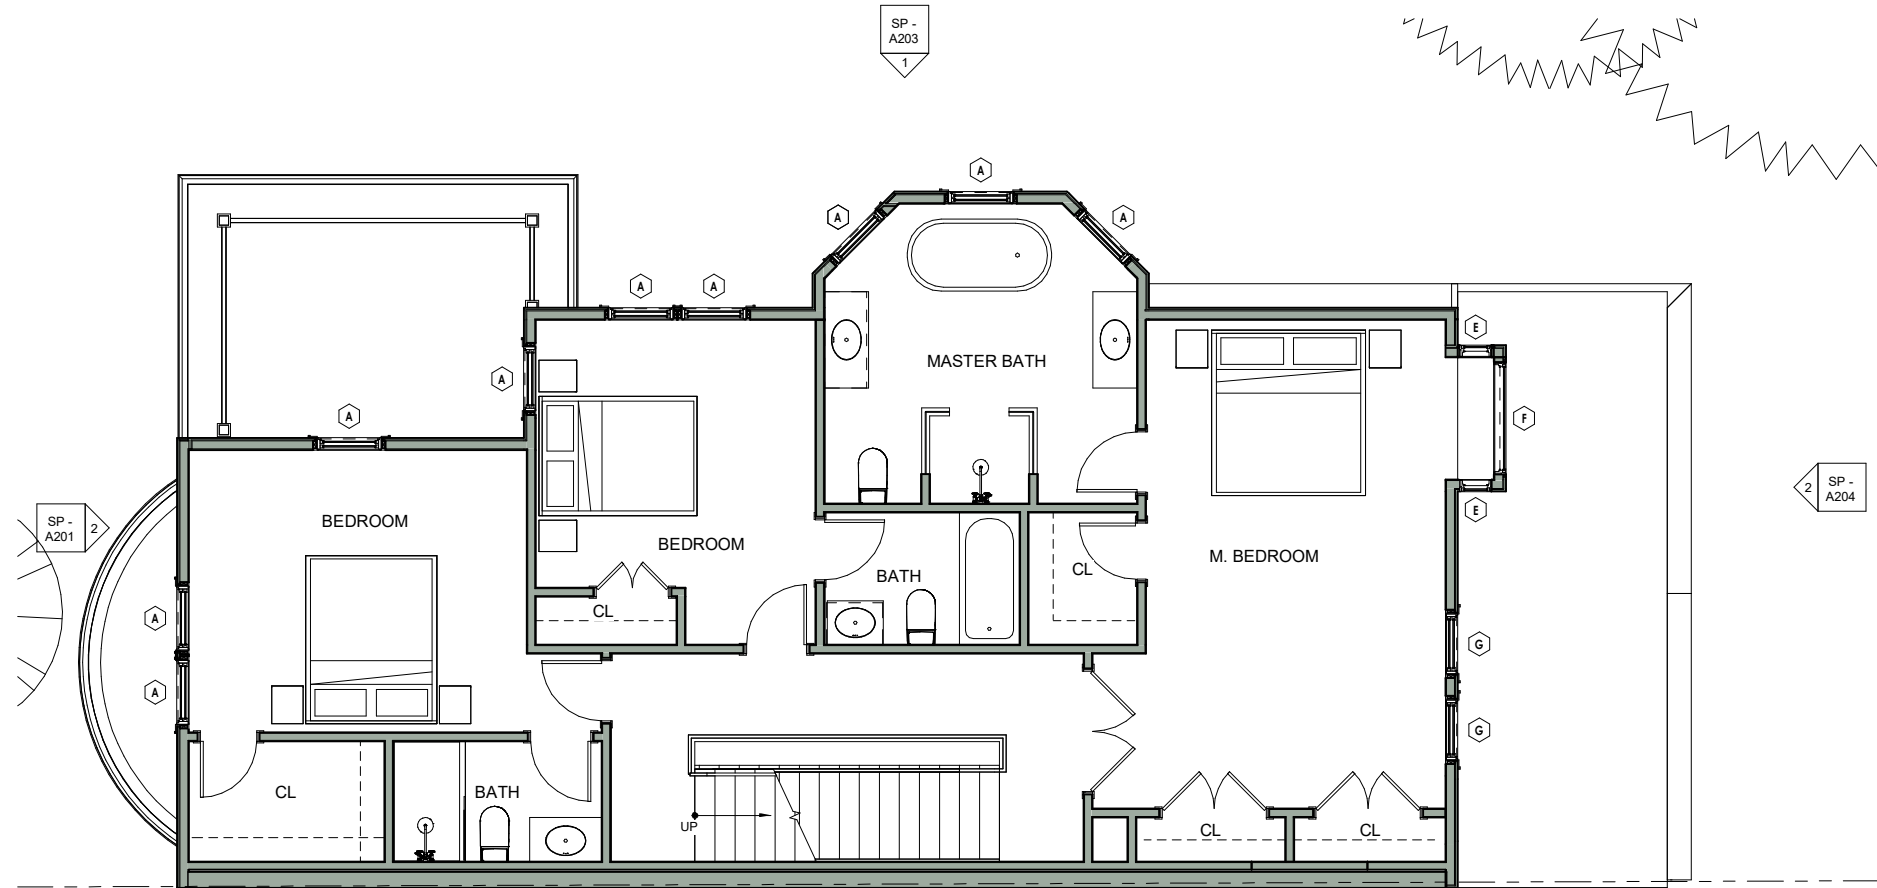 SP -
A203
1
A
A
A
A
A
E
A
MASTER BATH
F
A
SP -
A201
2
2
SP -
A204
E
BEDROOM
BEDROOM
M. BEDROOM
BATH
CL
CL
A
G
A
G
CL
BATH
UP
CL
CL